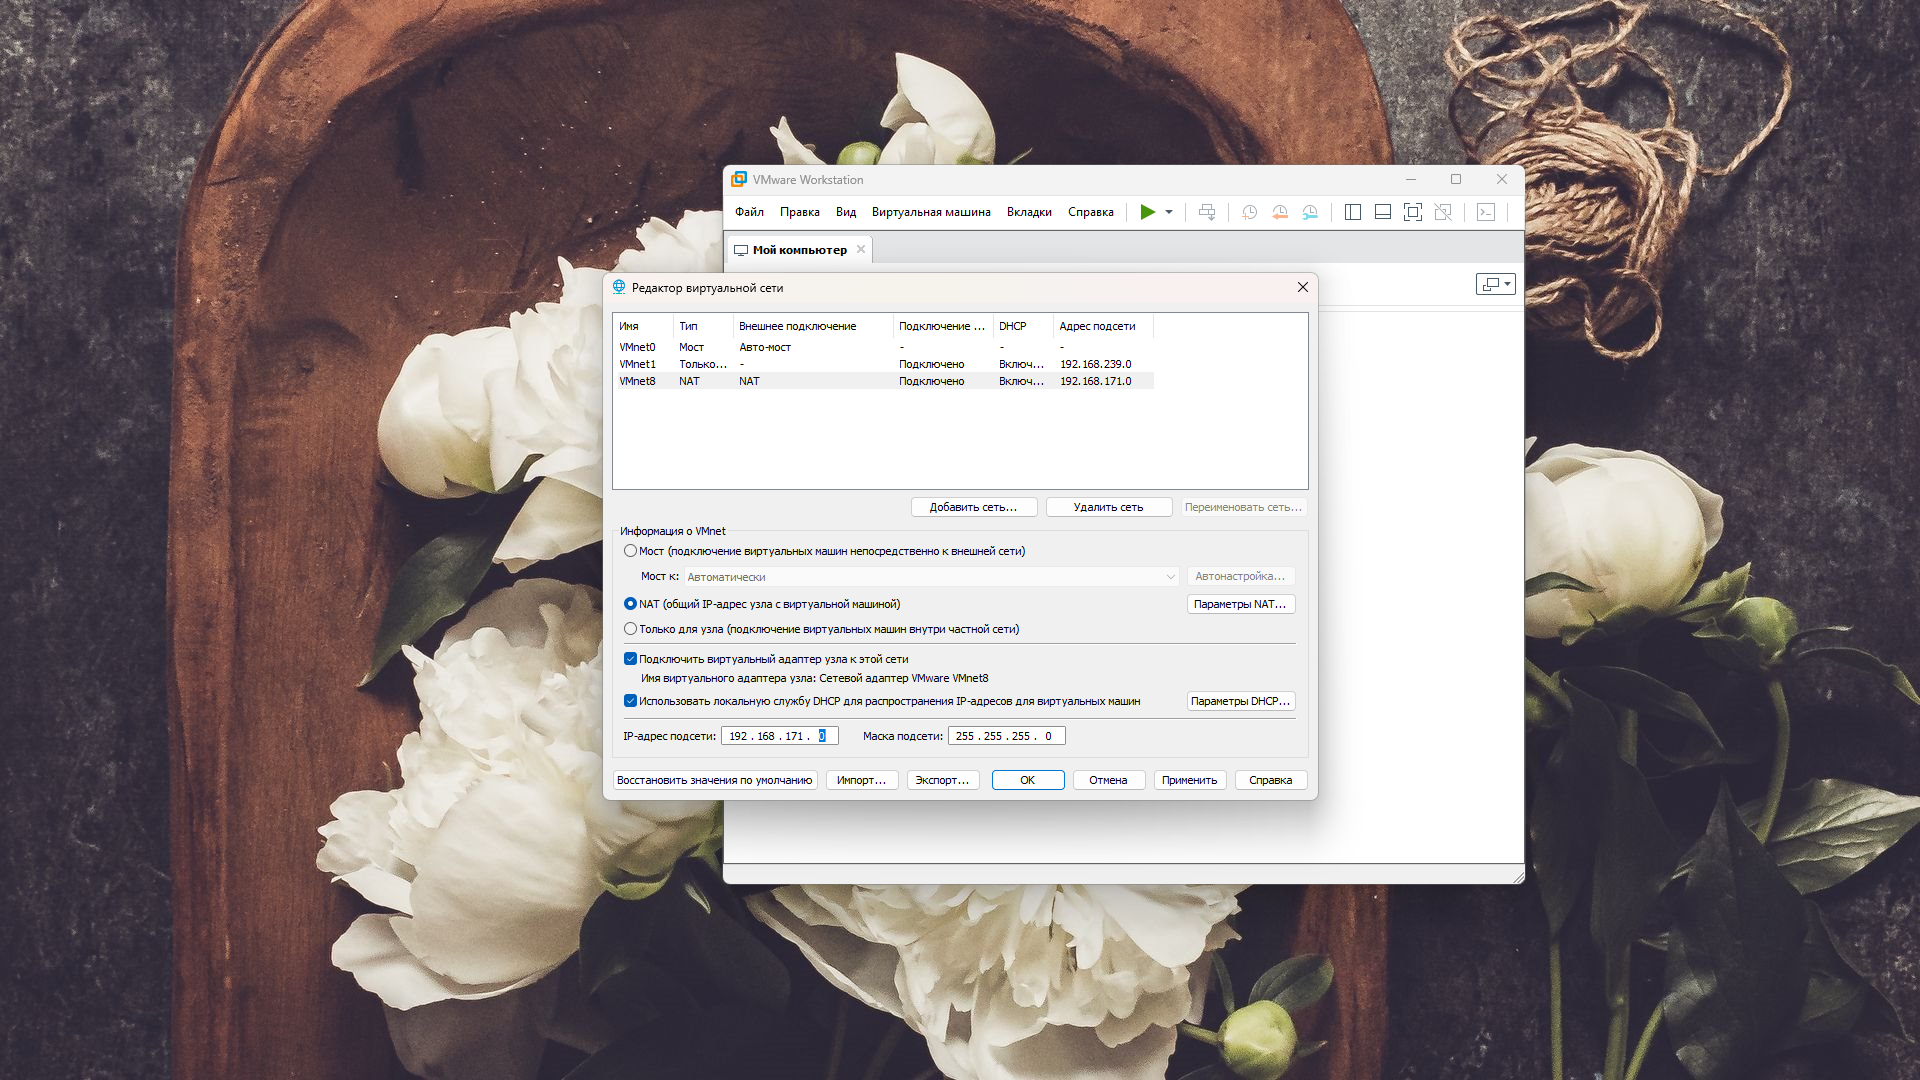 VMware Workstation
Файл Правка Вид Виртуальная машина Вкладки Справка
Мой компьютер
Редактор виртуальной сети
Имя Тип Внешнее подключение Подключение ... DHCP Адрес подсети
VMnet0 Мост Авто-мост - - -
VMnet1 Только... - Подключено Включ... 192.168.239.0
VMnet8 NAT NAT Подключено Включ... 192.168.171.0
Добавить сеть... Удалить сеть Переименовать сеть...
Информация о VMnet
Мост (подключение виртуальных машин непосредственно к внешней сети)
Мост к: Автоматически Автонастройка...
NAT (общий IP-адрес узла с виртуальной машиной) Параметры NAT...
Только для узла (подключение виртуальных машин внутри частной сети)
Подключить виртуальный адаптер узла к этой сети
Имя виртуального адаптера узла: Сетевой адаптер VMware VMnet8
Использовать локальную службу DHCP для распространения IP-адресов для виртуальных машин Параметры DHCP...
IP-адрес подсети: 192 . 168 . 171 . 0 Маска подсети: 255 . 255 . 255 . 0
Восстановить значения по умолчанию Импорт... Экспорт... ОК Отмена Применить Справка